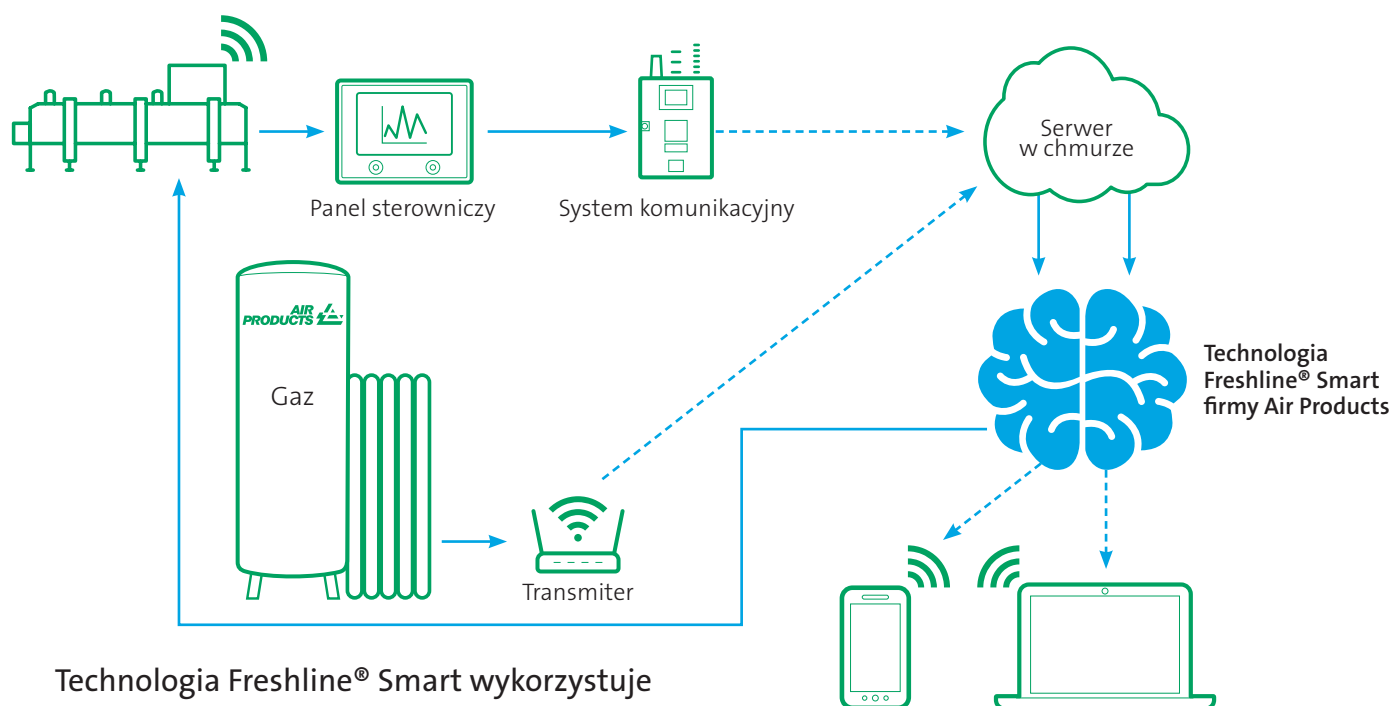 Serwer
w chmurze
Panel sterowniczy
System komunikacyjny
AIR
PRODUCTS
Gaz
Technologia
Freshline® Smart
firmy Air Products
Transmiter
Technologia Freshline® Smart wykorzystuje